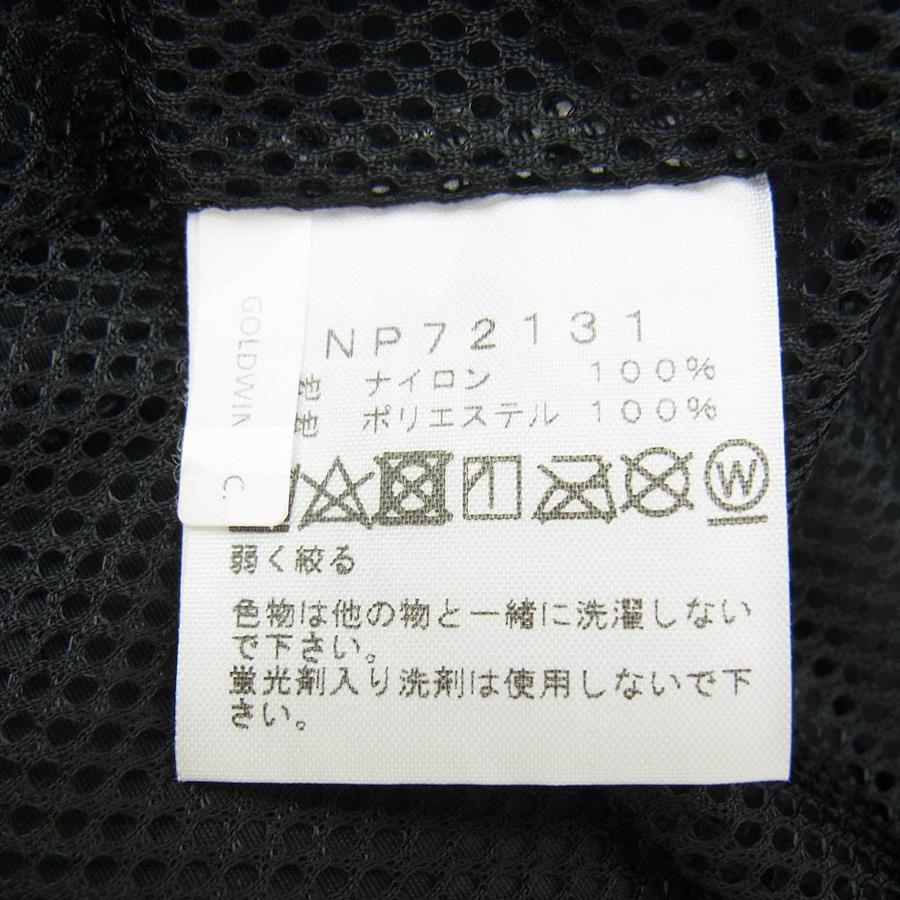 GOLDWIN C.
NP72131
地 ナイロン 100%
地 ポリエステル 100%
W
弱く絞る
色物は他の物と一緒に洗濯しない
で下さい。
蛍光剤入り洗剤は使用しないで下
さい。